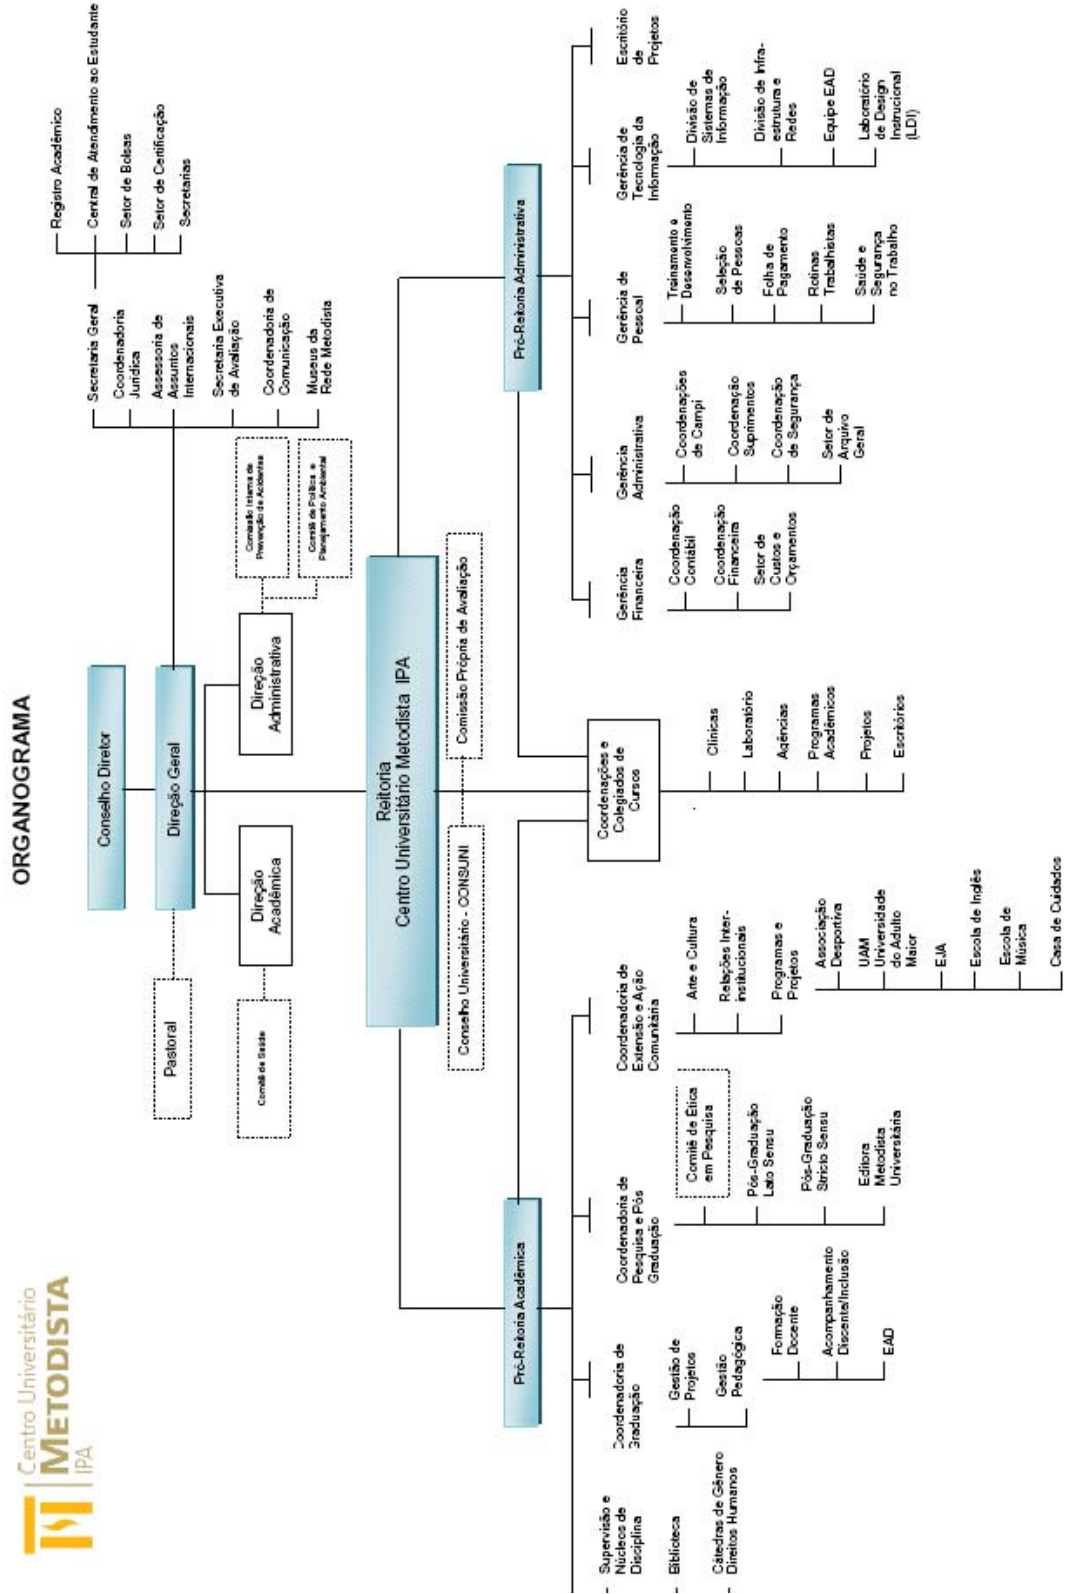 Centro Universitário
METODISTA
IPA
ORGANOGRAMA
Conselho Diretor
Pastoral
Direção Geral
Secretaria Geral
Registro Acadêmico
Central de Atendimento ao Estudante
Setor de Bolsas
Setor de Certificação
Secretarias
Coordenadoria
Jurídica
Assessoria de
Assuntos
Internacionais
Secretaria Executiva
de Avaliação
Coordenadoria de
Comunicação
Museus da
Rede Metodista
Comitê de Saúde
Direção
Acadêmica
Direção
Administrativa
Comissão Interna de
Prevenção de Acidentes
Comitê de Política e
Planejamento Ambiental
Reitoria
Centro Universitário Metodista IPA
Conselho Universitário - CONSUNI
Comissão Própria de Avaliação
Pró-Reitoria Acadêmica
Pró-Reitoria Administrativa
Supervisão e
Núcleos de
Disciplina
Biblioteca
Cátedras de Gênero
Direitos Humanos
Coordenadoria de
Graduação
Gestão de
Projetos
Gestão
Pedagógica
Formação
Docente
Acompanhamento
Discente/Inclusão
EAD
Coordenadoria de
Pesquisa e Pós
Graduação
Comitê de Ética
em Pesquisa
Pós-Graduação
Lato Sensu
Pós-Graduação
Stricto Sensu
Editora
Metodista
Universitária
Coordenadoria de
Extensão e Ação
Comunitária
Arte e Cultura
Relações Inter-
institucionais
Programas e
Projetos
Associação
Desportiva
UAM
Universidade
do Adulto
Maior
EJA
Escola de Inglês
Escola de
Música
Casa de Cuidados
Coordenações e
Colegiados de
Cursos
Clínicas
Laboratório
Agências
Programas
Acadêmicos
Projetos
Escritórios
Gerência
Financeira
Coordenação
Contábil
Coordenação
Financeira
Setor de
Custos e
Orçamentos
Gerência
Administrativa
Coordenações
de Campi
Coordenação
Suprimentos
Coordenação
de Segurança
Setor de
Arquivo
Geral
Gerência de
Pessoal
Treinamento e
Desenvolvimento
Seleção
de Pessoas
Folha de
Pagamento
Rotinas
Trabalhistas
Saúde e
Segurança
no Trabalho
Gerência de
Tecnologia da
Informação
Divisão de
Sistemas de
Informação
Divisão de Infra-
estrutura e
Redes
Equipe EAD
Laboratório
de Design
Instrucional
(LDI)
Escritório
de
Projetos